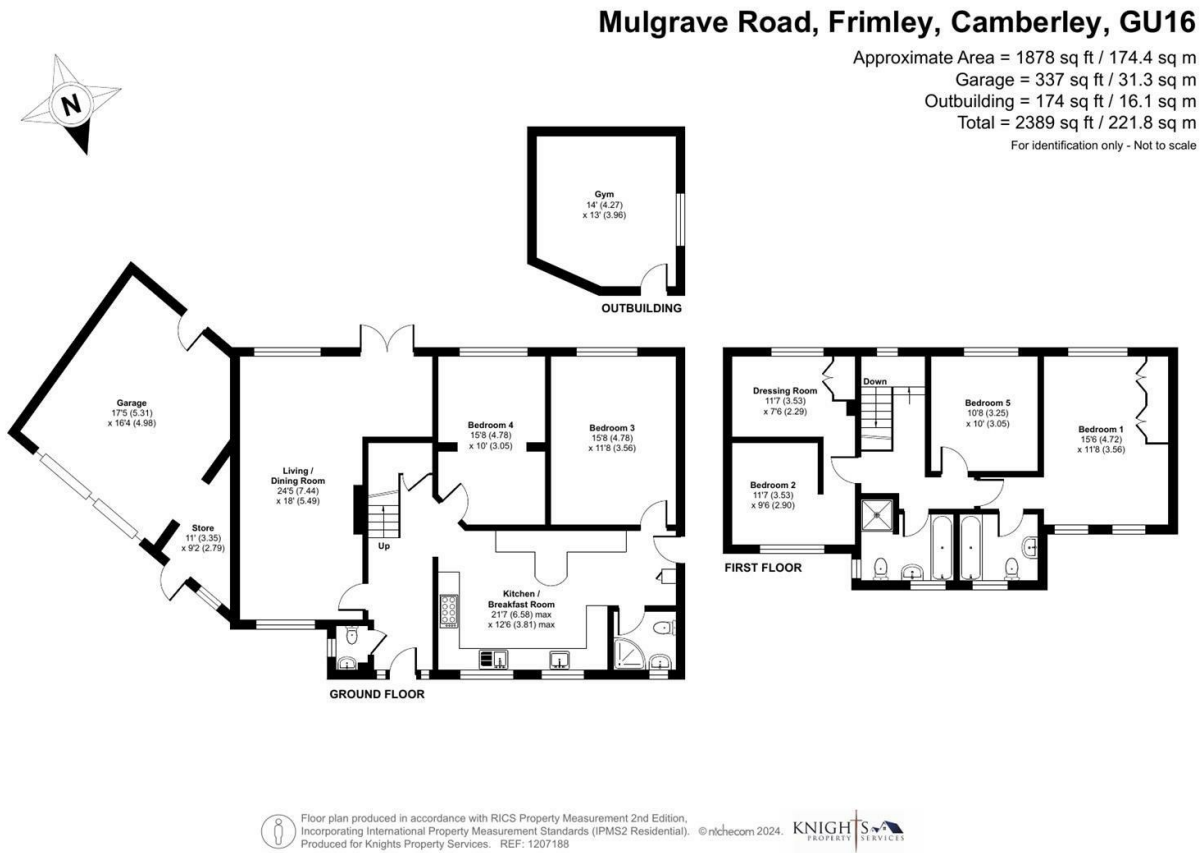 Mulgrave Road, Frimley, Camberley, GU16
Approximate Area = 1878 sq ft / 174.4 sq m
Garage = 337 sq ft / 31.3 sq m
Outbuilding = 174 sq ft / 16.1 sq m
Total = 2389 sq ft / 221.8 sq m
For identification only - Not to scale
N
Gym
14' (4.27)
x 13' (3.96)
OUTBUILDING
Garage
17'5 (5.31)
x 16'4 (4.98)
Store
11' (3.35)
x 9'2 (2.79)
Living /
Dining Room
24'5 (7.44)
x 18' (5.49)
Up
Bedroom 4
15'8 (4.78)
x 10' (3.05)
Bedroom 3
15'8 (4.78)
x 11'8 (3.56)
Kitchen /
Breakfast Room
21'7 (6.58) max
x 12'6 (3.81) max
GROUND FLOOR
Dressing Room
11'7 (3.53)
x 7'6 (2.29)
Down
Bedroom 5
10'8 (3.25)
x 10' (3.05)
Bedroom 1
15'6 (4.72)
x 11'8 (3.56)
Bedroom 2
11'7 (3.53)
x 9'6 (2.90)
FIRST FLOOR
Floor plan produced in accordance with RICS Property Measurement 2nd Edition,
Incorporating International Property Measurement Standards (IPMS2 Residential). © ntchecom 2024.
Produced for Knights Property Services. REF: 1207188
KNIGHTS
PROPERTY SERVICES